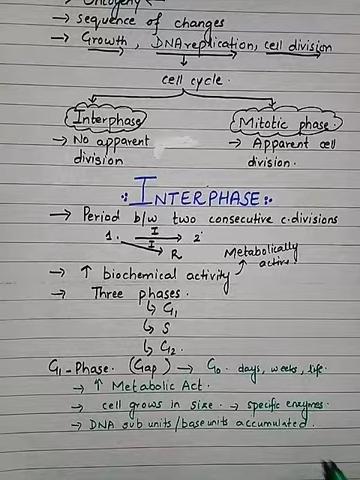 Ontogeny
→ Sequence of changes
→ Growth, DNA replication, cell division
cell cycle.
Interphase Mitotic phase
→ No apparent division → Apparent cell division.
:INTERPHASE:
→ Period b/w two consecutive c.divisions
1. I 2
I R Metabolically active
→ ↑ biochemical activity
→ Three phases.
↳ G1
↳ S
↳ G2
G1-Phase. (Gap) → G0. days, weeks, life.
→ ↑ Metabolic Act.
→ cell grows in size. → specific enzymes.
→ DNA sub units/base units accumulated.